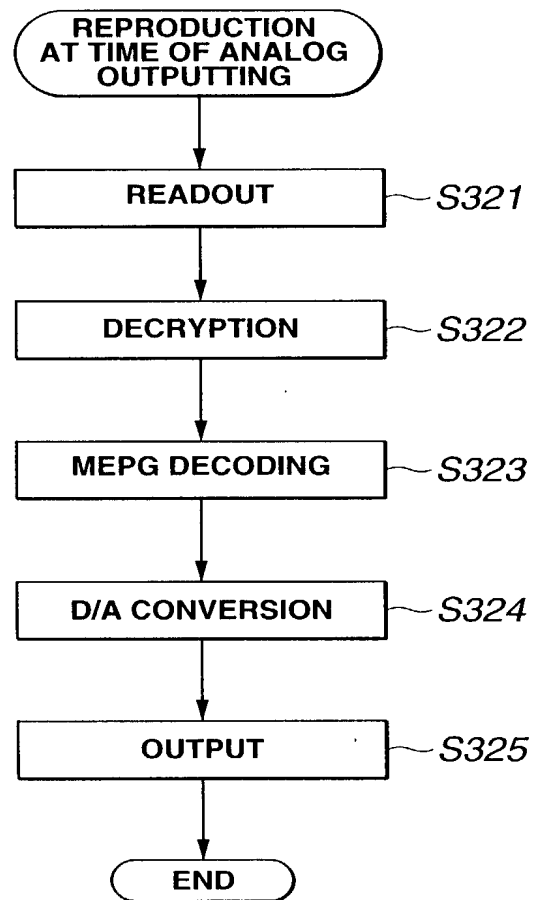 REPRODUCTION
AT TIME OF ANALOG
OUTPUTTING
READOUT
S321
DECRYPTION
S322
MEPG DECODING
S323
D/A CONVERSION
S324
OUTPUT
S325
END